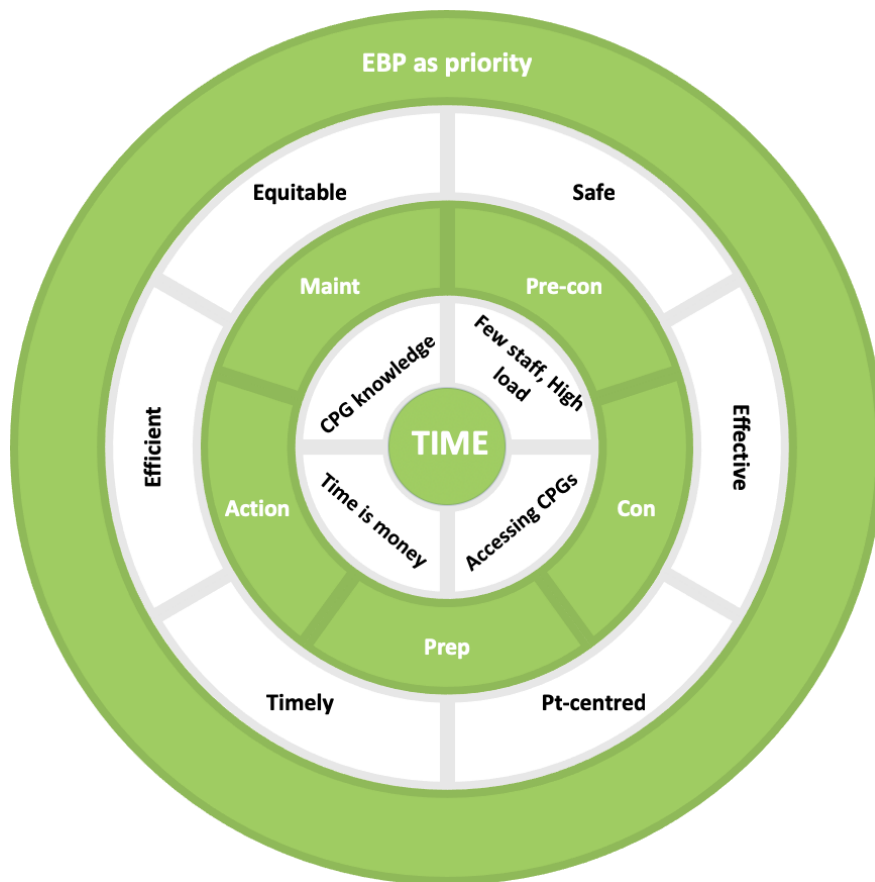 EBP as priority
Equitable
Safe
Maint
Pre-con
CPG knowledge
Few staff, High
load
TIME
Efficient
Effective
Action
Con
Time is money
Accessing CPGs
Prep
Timely
Pt-centred